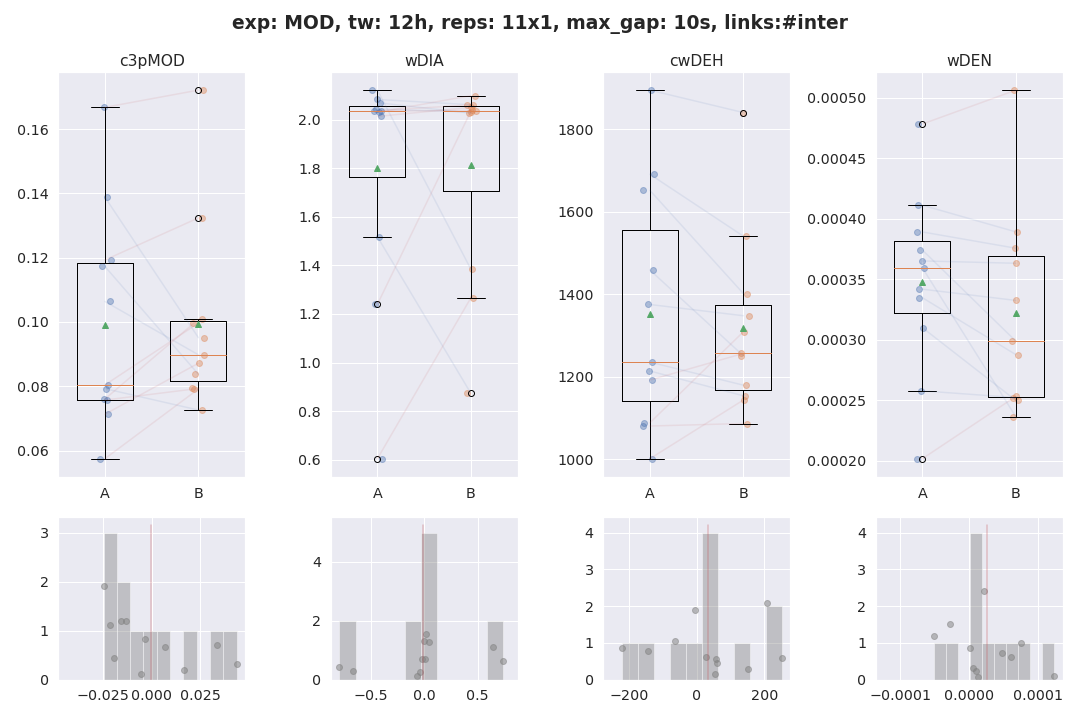 exp: MOD, tw: 12h, reps: 11x1, max_gap: 10s, links:#inter
c3pMOD wDIA cwDEH wDEN
0.16 2.0 1800 0.00050
0.14 1.8 1600 0.00045
0.12 1.6 1400 0.00040
0.10 1.4 1200 0.00035
0.08 1.2 1000 0.00030
0.06 1.0 0.00025
0.8 0.00020
0.6
A B A B A B A B
3 4 4 4
2 2 3 3
1 0 2 2
0 1 1
0 0
−0.025 0.000 0.025 −0.5 0.0 0.5 −200 0 200 −0.0001 0.0000 0.0001